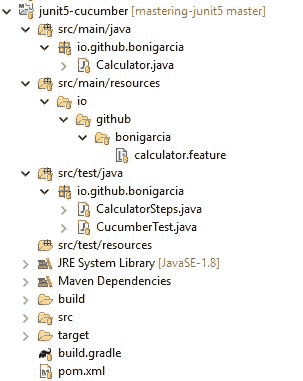 junit5-cucumber [mastering-junit5 master]
src/main/java
io.github.bonigarcia
Calculator.java
src/main/resources
io
github
bonigarcia
calculator.feature
src/test/java
io.github.bonigarcia
CalculatorSteps.java
CucumberTest.java
src/test/resources
JRE System Library [JavaSE-1.8]
Maven Dependencies
build
src
target
build.gradle
pom.xml